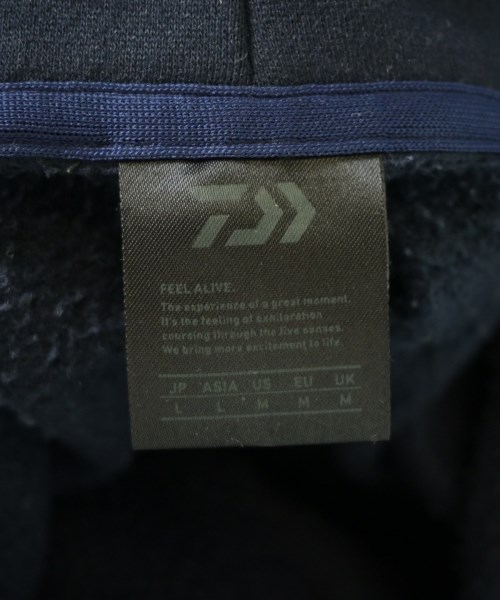 FEEL ALIVE.
The experience of a great moment.
It's the feeling of exhilaration
coursing through the five senses.
We bring more excitement to life.
JP ASIA US EU UK
L L M M M